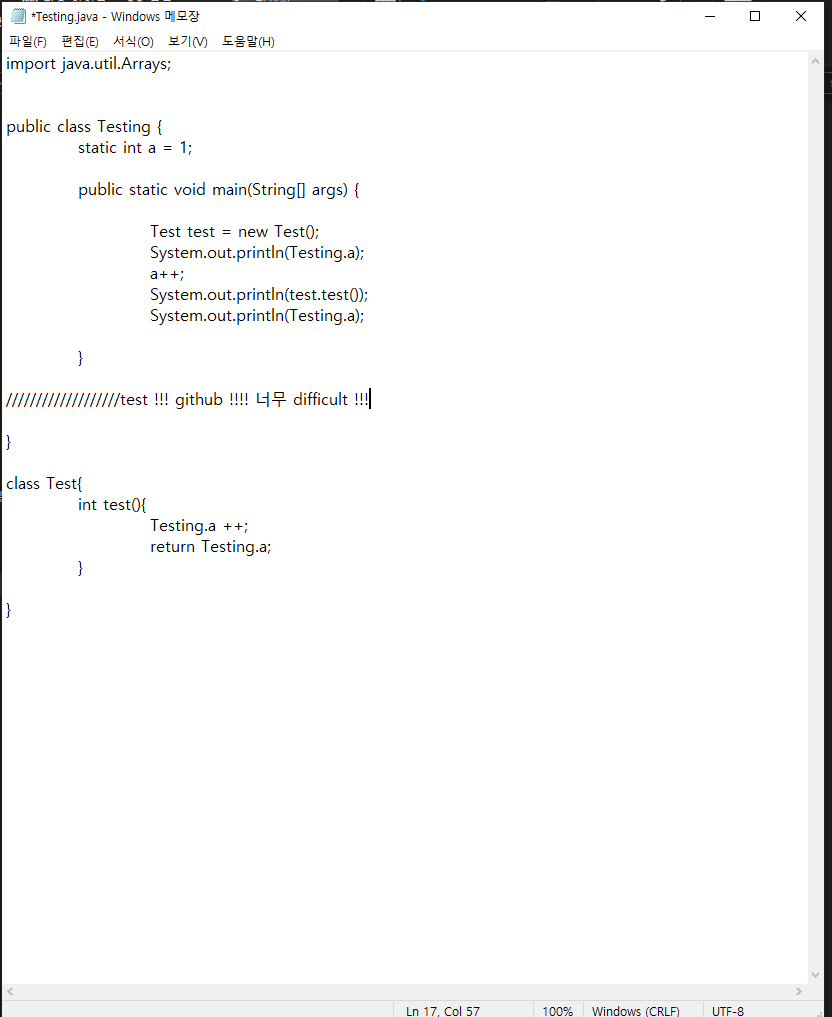 *Testing.java - Windows 메모장
파일(F) 편집(E) 서식(O) 보기(V) 도움말(H)
import java.util.Arrays;
public class Testing {
static int a = 1;
public static void main(String[] args) {
Test test = new Test();
System.out.println(Testing.a);
a++;
System.out.println(test.test());
System.out.println(Testing.a);
}
///////////////////test !!! github !!!! 너무 difficult !!!
}
class Test{
int test(){
Testing.a ++;
return Testing.a;
}
}
Ln 17, Col 57 100% Windows (CRLF) UTF-8